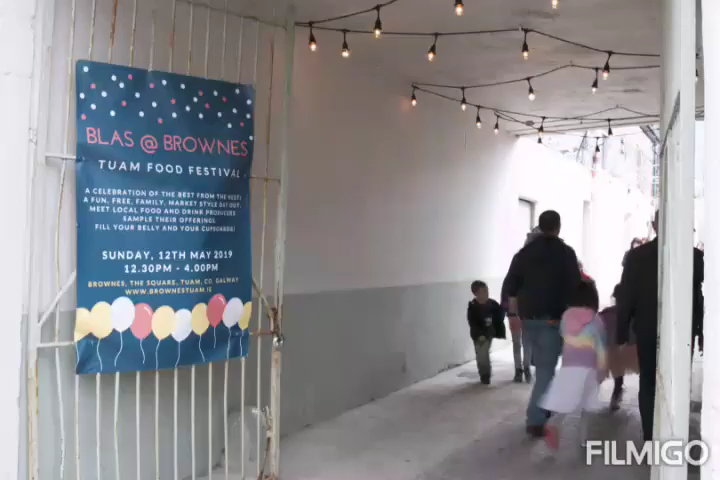 BLAS @ BROWNES
TUAM FOOD FESTIVAL
A CELEBRATION OF THE BEST FROM THE WEST!
A FUN, FREE, FAMILY, MARKET STYLE DAY OUT.
MEET LOCAL FOOD AND DRINK PRODUCERS
SAMPLE THEIR OFFERINGS.
FILL YOUR BELLY AND YOUR CUPBOARDS!
SUNDAY, 12TH MAY 2019
12.30PM - 4.00PM
BROWNES, THE SQUARE, TUAM, CO. GALWAY
WWW.BROWNESTUAM.IE
FILMIGO